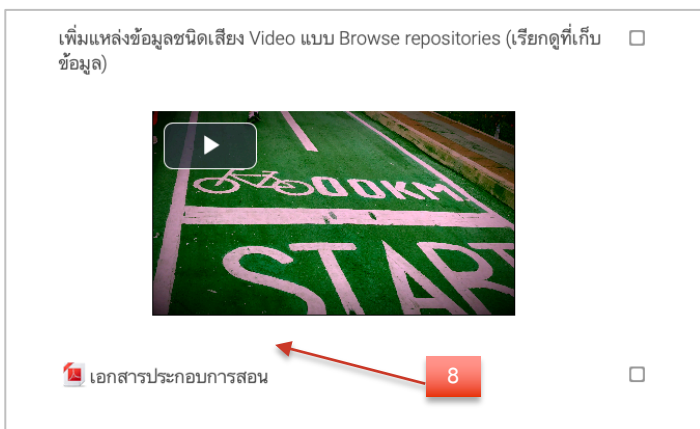 เพิ่มแหล่งข้อมูลชนิดเสียง Video แบบ Browse repositories (เรียกดูที่เก็บ
ข้อมูล)
OOKM
START
เอกสารประกอบการสอน
8